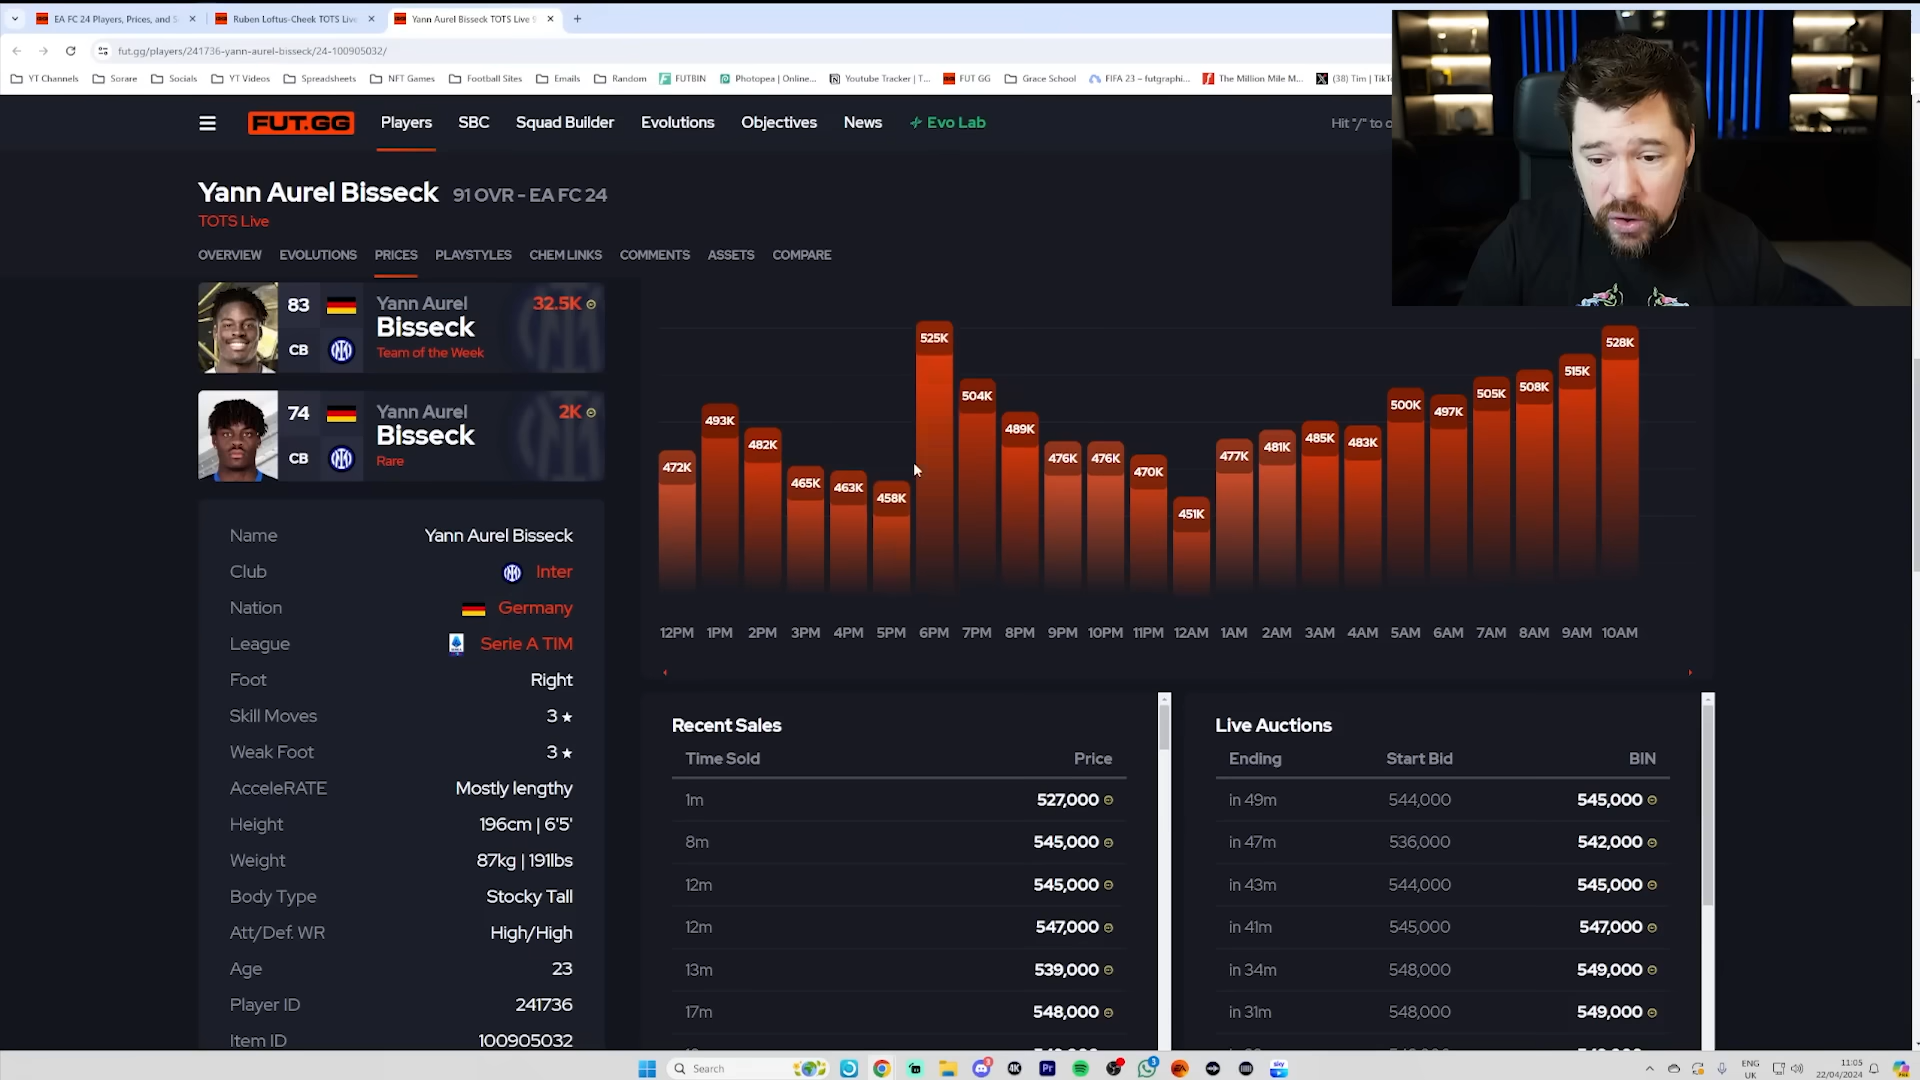 EA FC 24 Players, Prices, and S
Ruben Loftus-Cheek TOTS Live
Yann Aurel Bisseck TOTS Live 9
fut.gg/players/241736-yann-aurel-bisseck/24-100905032/
YT Channels
Sorare
Socials
YT Videos
Spreadsheets
NFT Games
Football Sites
Emails
Random
FUTBIN
Photopea | Online...
Youtube Tracker | T...
FUT GG
Grace School
FIFA 23 – futgraphi...
The Million Mile M...
(38) Tim | TikT
FUT.GG
Players
SBC
Squad Builder
Evolutions
Objectives
News
Evo Lab
Hit "/" to o
Yann Aurel Bisseck 91 OVR - EA FC 24
TOTS Live
OVERVIEW
EVOLUTIONS
PRICES
PLAYSTYLES
CHEM LINKS
COMMENTS
ASSETS
COMPARE
83
CB
Yann Aurel
Bisseck
Team of the Week
32.5K
74
CB
Yann Aurel
Bisseck
Rare
2K
Name Yann Aurel Bisseck
Club Inter
Nation Germany
League Serie A TIM
Foot Right
Skill Moves 3
Weak Foot 3
AcceleRATE Mostly lengthy
Height 196cm | 6'5'
Weight 87kg | 191lbs
Body Type Stocky Tall
Att/Def. WR High/High
Age 23
Player ID 241736
Item ID 100905032
472K 493K 482K 465K 463K 458K 525K 504K 489K 476K 476K 470K 451K 477K 481K 485K 483K 500K 497K 505K 508K 515K 528K
12PM 1PM 2PM 3PM 4PM 5PM 6PM 7PM 8PM 9PM 10PM 11PM 12AM 1AM 2AM 3AM 4AM 5AM 6AM 7AM 8AM 9AM 10AM
Recent Sales
Time Sold Price
1m 527,000
8m 545,000
12m 545,000
12m 547,000
13m 539,000
17m 548,000
Live Auctions
Ending Start Bid BIN
in 49m 544,000 545,000
in 47m 536,000 542,000
in 43m 544,000 545,000
in 41m 545,000 547,000
in 34m 548,000 549,000
in 31m 548,000 549,000
Search
4K
Pr
EA
sky
ENG
UK
11:05
22/04/2024